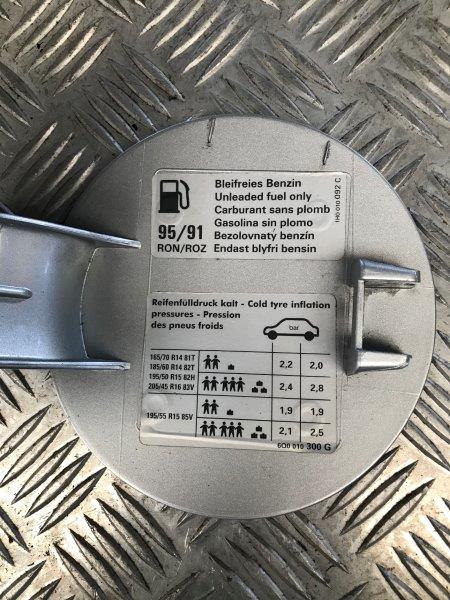 Bleifreies Benzin
Unleaded fuel only
Carburant sans plomb
Gasolina sin plomo
95/91 Bezolovnatý benzín
RON/ROZ Endast blyfri bensin
1H0 010 092 C
Reifenfülldruck kalt - Cold tyre inflation
pressures - Pression
des pneus froids
bar
165/70 R14 81T
185/60 R14 82T 2,2 2,0
195/50 R15 82H
205/45 R16 83V 2,4 2,8
1,9 1,9
195/55 R15 85V
2,1 2,5
6Q0 010 300 G